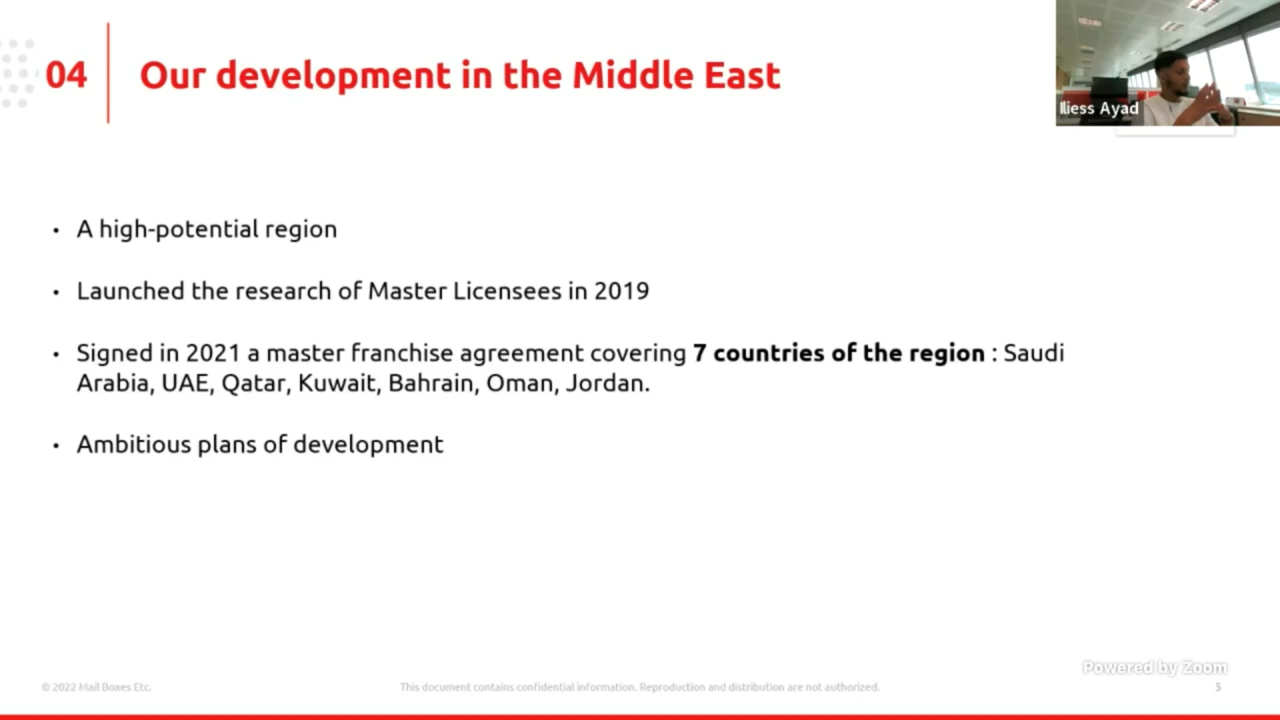 04
Our development in the Middle East
Iliess Ayad
• A high-potential region
• Launched the research of Master Licensees in 2019
• Signed in 2021 a master franchise agreement covering 7 countries of the region : Saudi
Arabia, UAE, Qatar, Kuwait, Bahrain, Oman, Jordan.
• Ambitious plans of development
Powered by Zoom
© 2022 Mail Boxes Etc.
This document contains confidential information. Reproduction and distribution are not authorized.
5